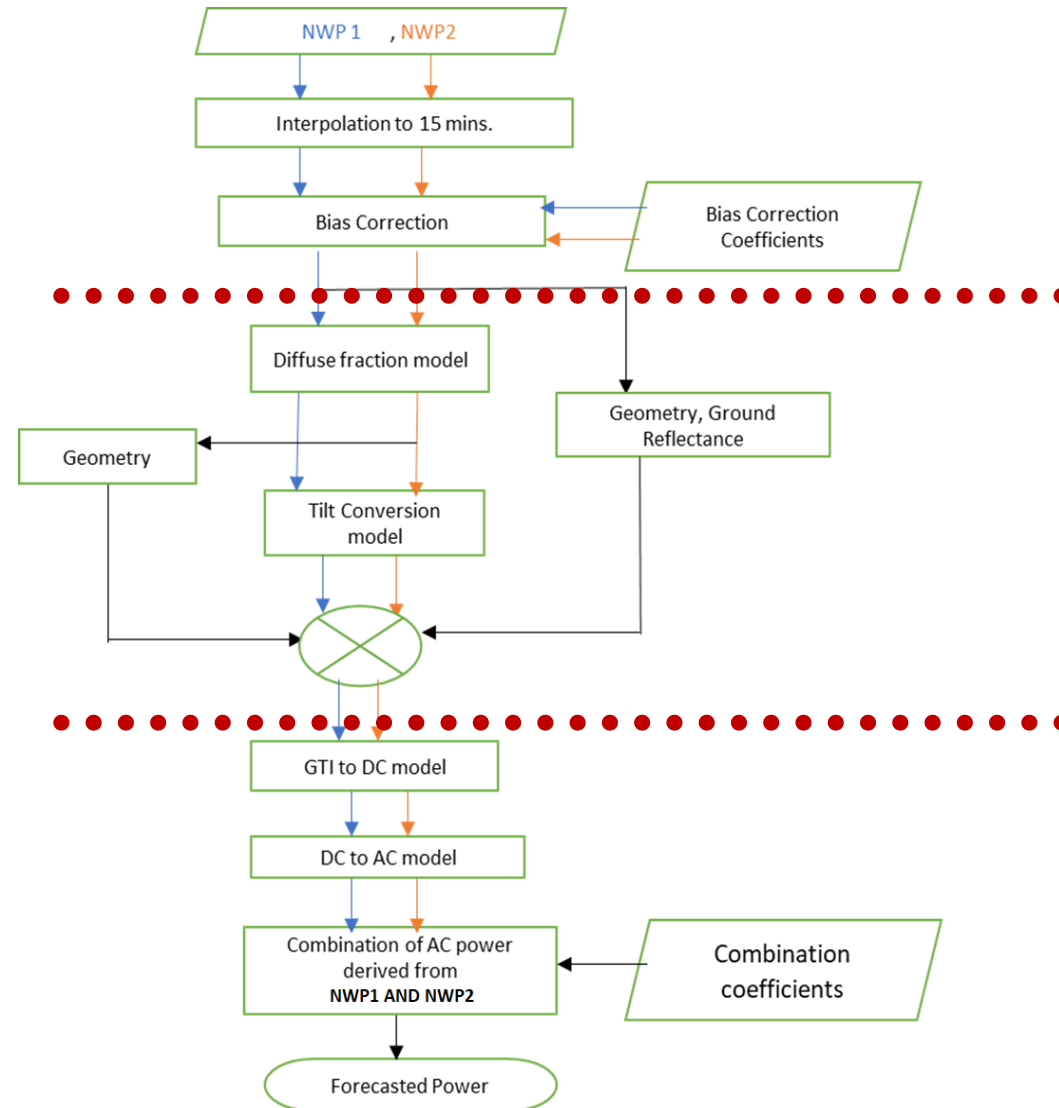 NWP 1 , NWP2
Interpolation to 15 mins.
Bias Correction
Bias Correction
Coefficients
Diffuse fraction model
Geometry, Ground
Reflectance
Geometry
Tilt Conversion
model
GTI to DC model
DC to AC model
Combination of AC power
derived from
NWP1 AND NWP2
Combination
coefficients
Forecasted Power